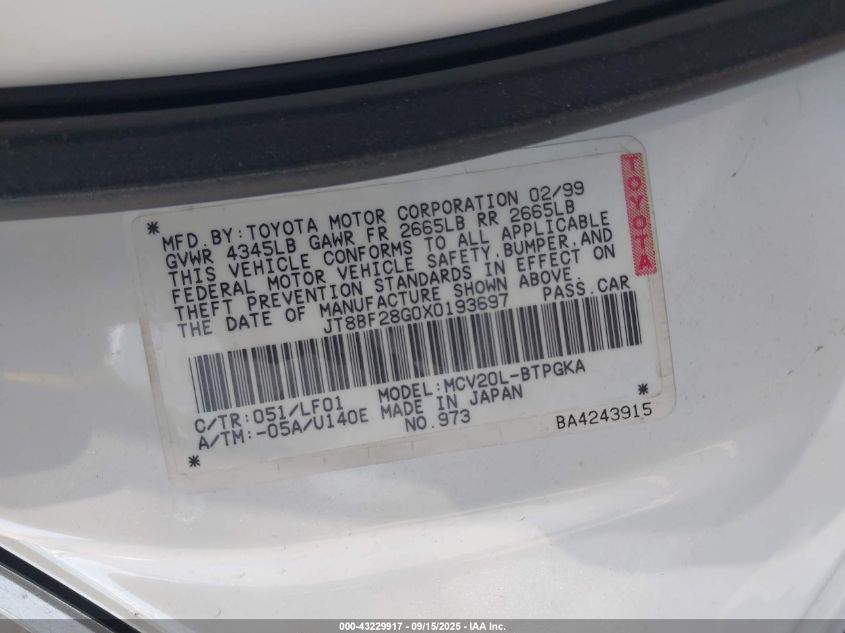 * MFD.BY:TOYOTA MOTOR CORPORATION 02/99
GVWR 4345LB GAWR FR 2665LB RR 2665LB
THIS VEHICLE CONFORMS TO ALL APPLICABLE
FEDERAL MOTOR VEHICLE SAFETY,BUMPER,AND
THEFT PREVENTION STANDARDS IN EFFECT ON
THE DATE OF MANUFACTURE SHOWN ABOVE.
JT8BF28G0X0193697 PASS.CAR
TOYOTA
C/TR:051/LF01 MODEL:MCV20L-BTPGKA
A/TM:-05A/U140E MADE IN JAPAN *
* NO.973 BA4243915
000-43229917 - 09/15/2025 - IAA Inc.